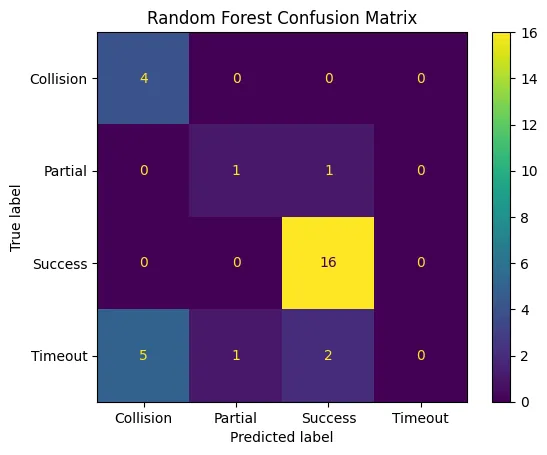 Random Forest Confusion Matrix
True label
Collision 4 0 0 0
Partial 0 1 1 0
Success 0 0 16 0
Timeout 5 1 2 0
Collision Partial Success Timeout
Predicted label
16
14
12
10
8
6
4
2
0